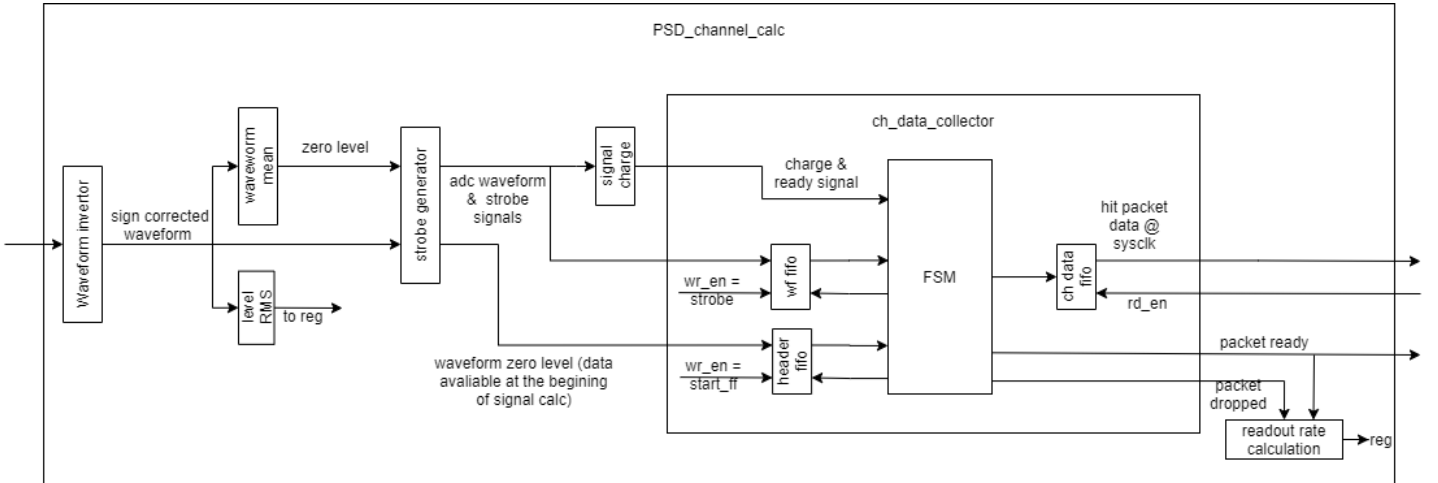 PSD_channel_calc
ch_data_collector
Waveform invertor
sign corrected
waveform
waveworm
mean
zero level
level
RMS
to reg
strobe generator
adc waveform
& strobe
signals
signal
charge
charge &
ready signal
waveform zero level (data
avaliable at the begining
of signal calc)
wr_en =
strobe
wf fifo
wr_en =
start_ff
header
fifo
FSM
ch data
fifo
hit packet
data @
sysclk
rd_en
packet ready
packet
dropped
readout rate
calculation
reg